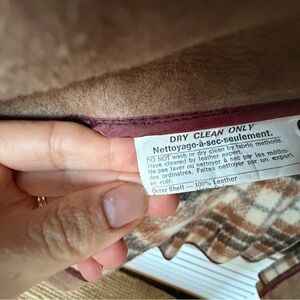 DRY CLEAN ONLY
Nettoyage-à-sec-seulement.
DO NOT wash or dry clean by fabric methods
Have cleaned by leather expert.
Ne pas laver ou nettoyer à sec par les métho-
des ordinaires. Faites nettoyer par un expert
en cuir.
Outer Shell — 100% Leather